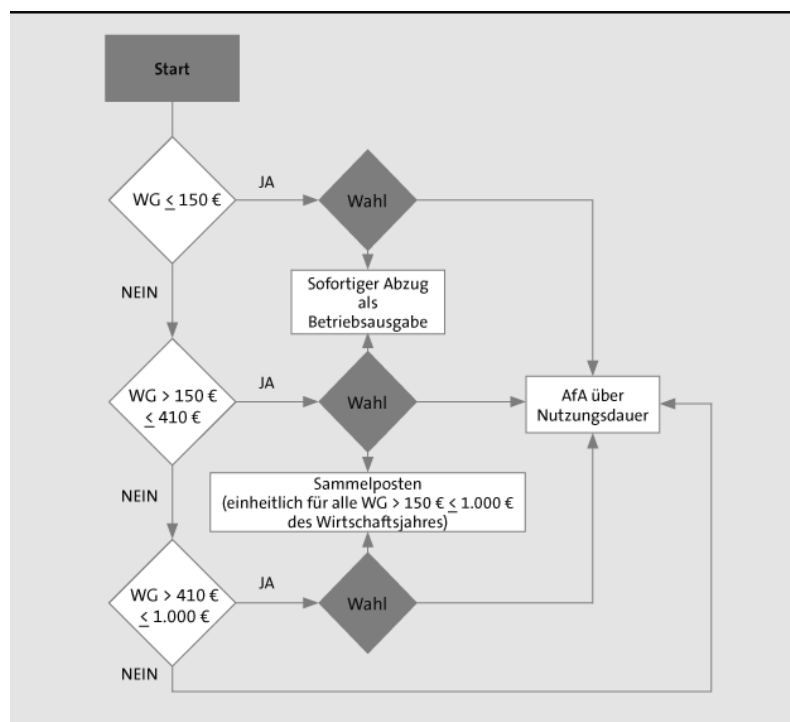 Start
WG ≤ 150 €
JA
Wahl
NEIN
Sofortiger Abzug
als
Betriebsausgabe
WG > 150 €
≤ 410 €
JA
Wahl
AfA über
Nutzungsdauer
NEIN
Sammelposten
(einheitlich für alle WG > 150 € ≤ 1.000 €
des Wirtschaftsjahres)
WG > 410 €
≤ 1.000 €
JA
Wahl
NEIN